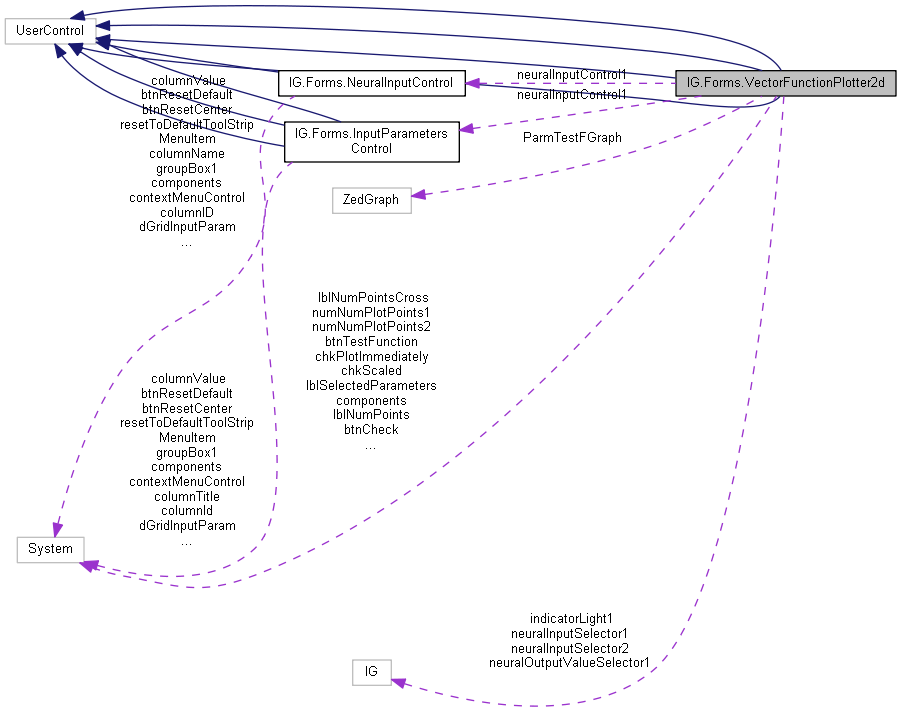 UserControl
IG.Forms.NeuralInputControl
IG.Forms.VectorFunctionPlotter2d
neuralInputControl1
neuralInputControl1
IG.Forms.InputParameters
Control
ParmTestFGraph
ZedGraph
columnValue
btnResetDefault
btnResetCenter
resetToDefaultToolStrip
MenuItem
columnName
groupBox1
components
contextMenuControl
columnID
dGridInputParam
...
lblNumPointsCross
numNumPlotPoints1
numNumPlotPoints2
btnTestFunction
chkPlotImmediately
chkScaled
lblSelectedParameters
components
lblNumPoints
btnCheck
...
columnValue
btnResetDefault
btnResetCenter
resetToDefaultToolStrip
MenuItem
groupBox1
components
contextMenuControl
columnTitle
columnId
dGridInputParam
...
System
indicatorLight1
neuralInputSelector1
neuralInputSelector2
neuralOutputValueSelector1
IG